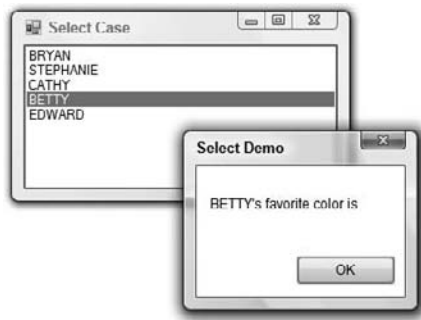 Select Case
BRYAN
STEPHANIE
CATHY
BETTY
EDWARD
Select Demo
BETTY's favorite color is
OK